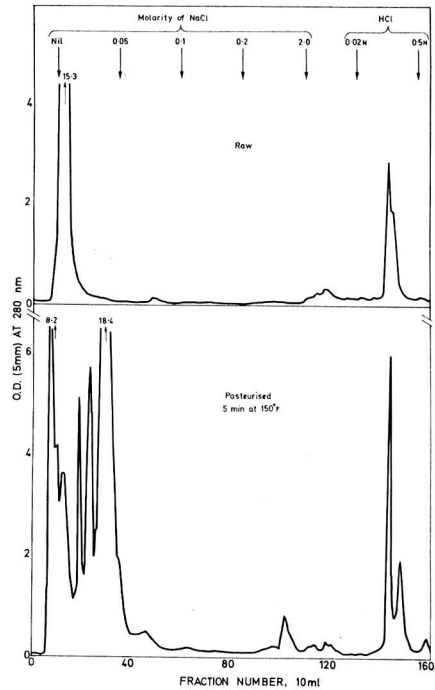 Molarity of NaCl HCl
Nil 0·05 0·1 0·2 2·0 0·02N 0·5N
15·3
4
Raw
2
0
8·2 18·4
O.D. (5mm) AT 280 nm
6
Pasteurised
5 min at 150°F
4
2
0
0 40 80 120 160
FRACTION NUMBER, 10ml